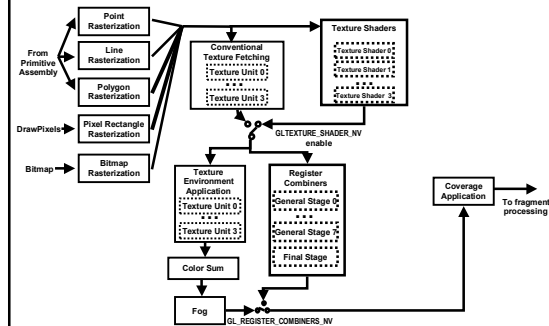 Point
Rasterization
From
Primitive
Assembly
Line
Rasterization
Polygon
Rasterization
DrawPixels
Pixel Rectangle
Rasterization
Bitmap
Bitmap
Rasterization
Conventional
Texture Fetching
Texture Unit 0
Texture Unit 3
Texture Shaders
Texture Shader 0
Texture Shader 1
Texture Shader 3
GLTEXTURE_SHADER_NV
enable
Texture
Environment
Application
Texture Unit 0
Texture Unit 3
Register
Combiners
General Stage 0
General Stage 7
Final Stage
Coverage
Application
To fragment
processing
Color Sum
Fog
GL_REGISTER_COMBINERS_NV